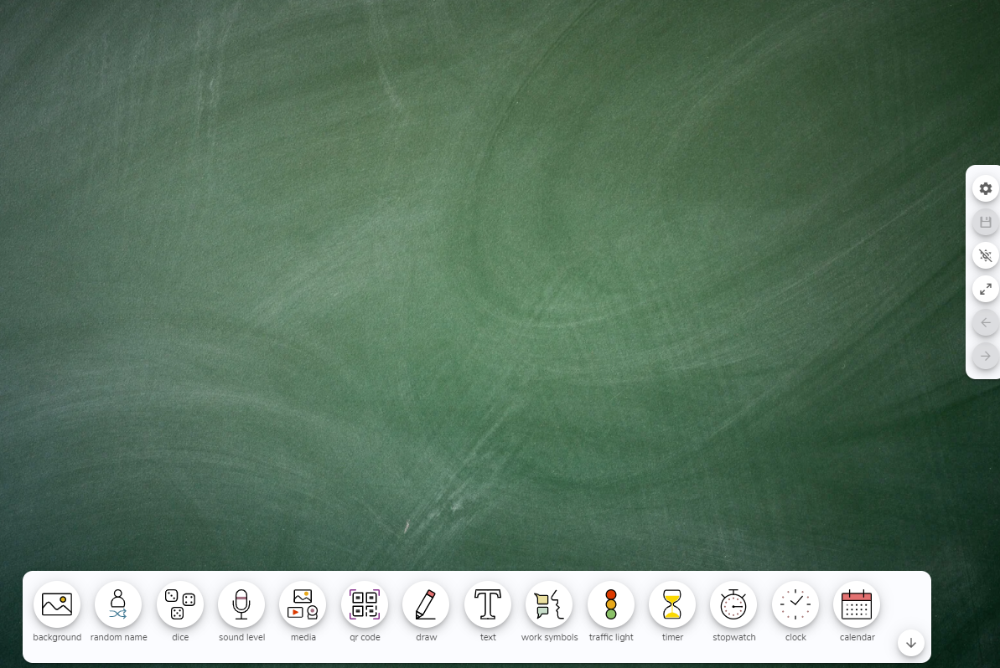 background random name dice sound level media qr code draw text work symbols traffic light timer stopwatch clock calendar